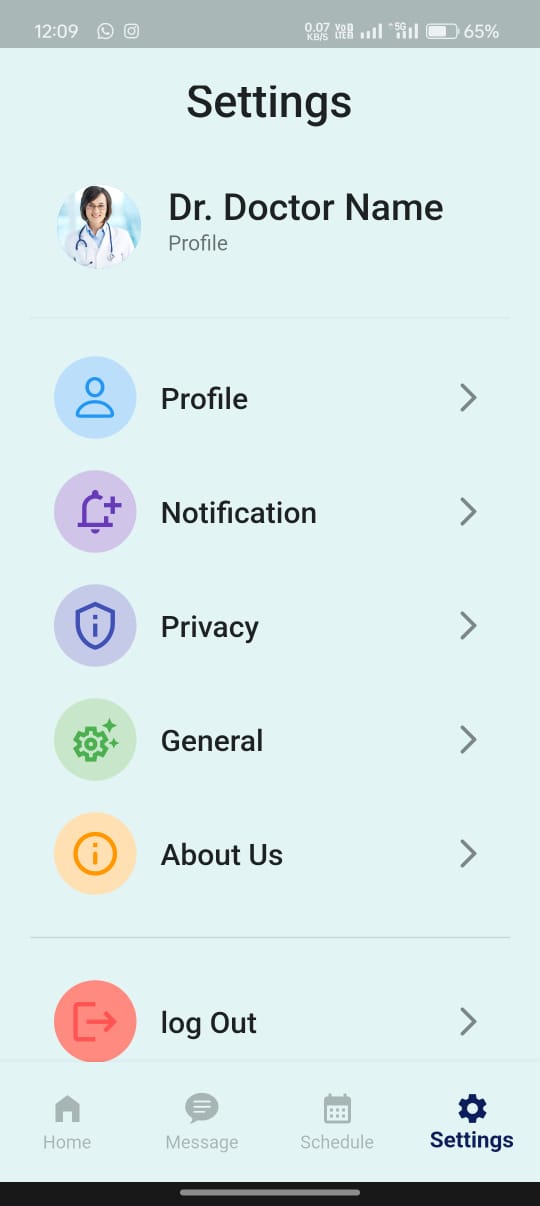 12:09
0.07 KB/S VoD LTE 5G 65%
Settings
Dr. Doctor Name
Profile
Profile
Notification
Privacy
General
About Us
log Out
Home Message Schedule Settings